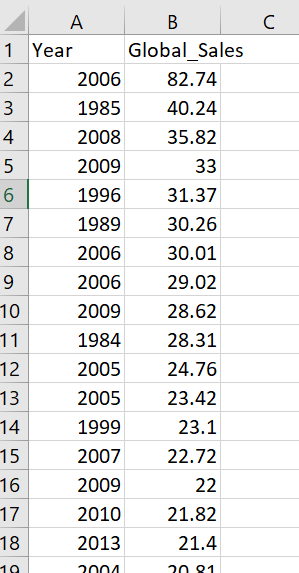 A B C
1 Year Global_Sales
2 2006 82.74
3 1985 40.24
4 2008 35.82
5 2009 33
6 1996 31.37
7 1989 30.26
8 2006 30.01
9 2006 29.02
10 2009 28.62
11 1984 28.31
12 2005 24.76
13 2005 23.42
14 1999 23.1
15 2007 22.72
16 2009 22
17 2010 21.82
18 2013 21.4
19 2004 20.81